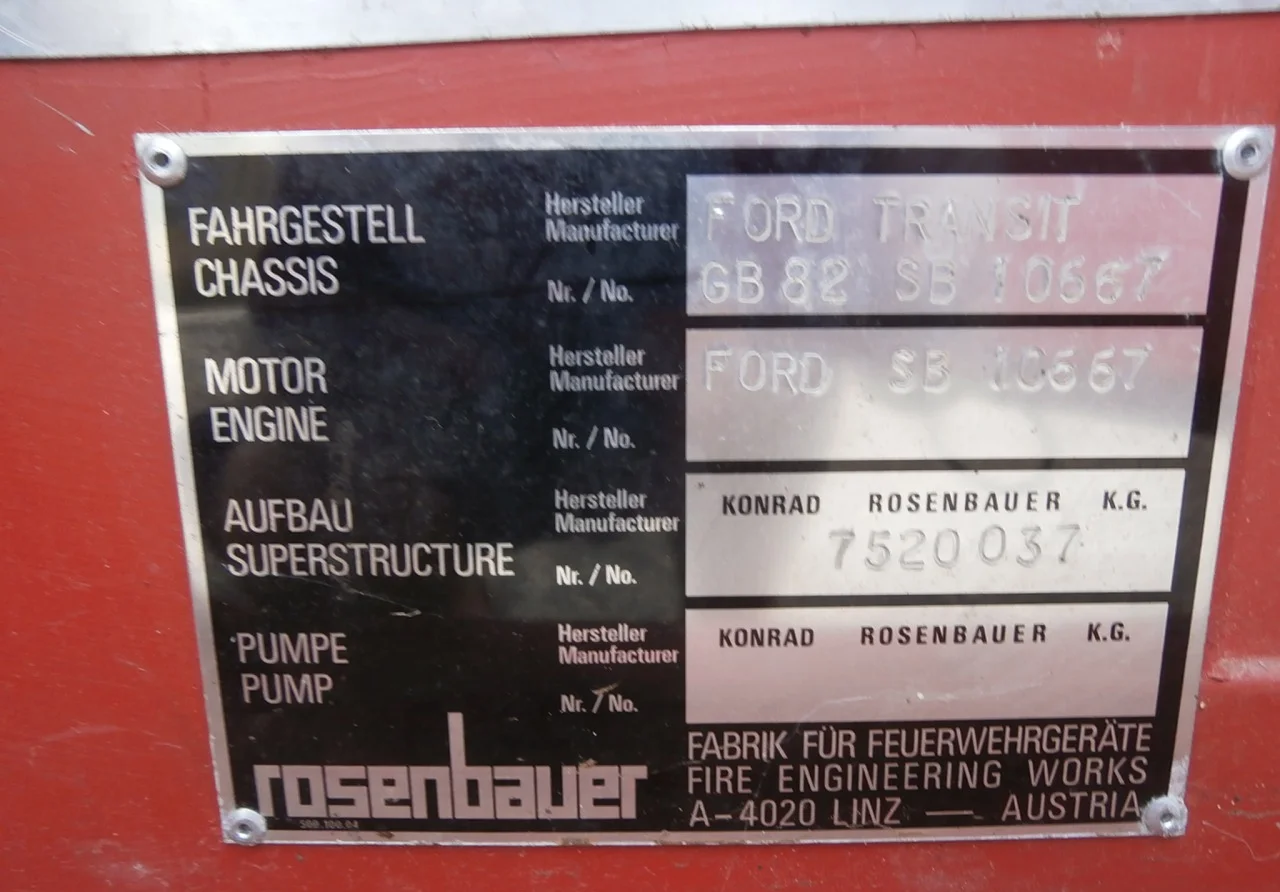 FAHRGESTELL
CHASSIS
Hersteller
Manufacturer
FORD TRANSIT
Nr. / No.
GB 82 SB 10667
MOTOR
ENGINE
Hersteller
Manufacturer
FORD SB 10667
Nr. / No.
AUFBAU
SUPERSTRUCTURE
Hersteller
Manufacturer
KONRAD ROSENBAUER K.G.
Nr. / No.
7520037
PUMPE
PUMP
Hersteller
Manufacturer
KONRAD ROSENBAUER K.G.
Nr. / No.
rosenbauer
FABRIK FÜR FEUERWEHRGERÄTE
FIRE ENGINEERING WORKS
A-4020 LINZ — AUSTRIA